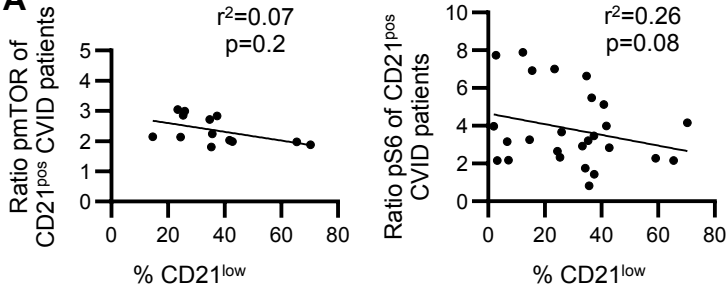 A
r²=0.07
p=0.2
Ratio pmTOR of
CD21ᵖᵒˢ CVID patients
5
4
3
2
1
0
0 20 40 60 80
% CD21ˡᵒʷ
r²=0.26
p=0.08
Ratio pS6 of CD21ᵖᵒˢ
CVID patients
10
8
6
4
2
0
0 20 40 60 80
% CD21ˡᵒʷ